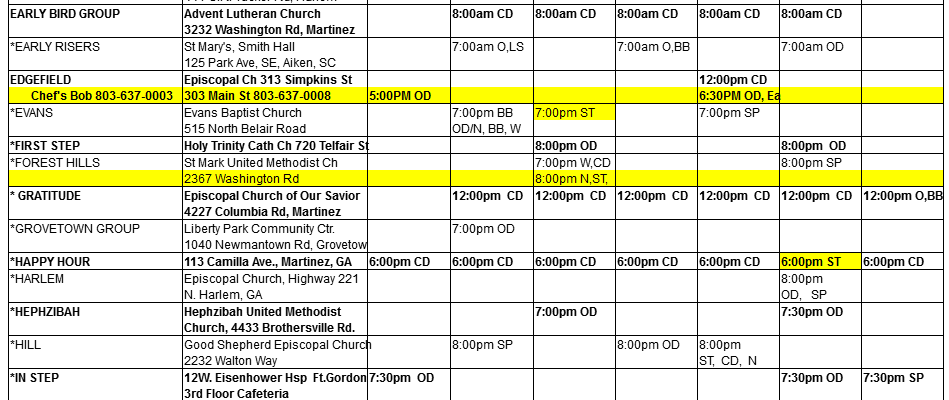 EARLY BIRD GROUP Advent Lutheran Church 8:00am CD 8:00am CD 8:00am CD 8:00am CD 8:00am CD
3232 Washington Rd, Martinez
*EARLY RISERS St Mary's, Smith Hall 7:00am O,LS 7:00am O,BB 7:00am OD
125 Park Ave, SE, Aiken, SC
EDGEFIELD Episcopal Ch 313 Simpkins St 12:00pm CD
Chef's Bob 803-637-0003 303 Main St 803-637-0008 5:00PM OD 6:30PM OD, Ea
*EVANS Evans Baptist Church 7:00pm BB 7:00pm ST 7:00pm SP
515 North Belair Road OD/N, BB, W
*FIRST STEP Holy Trinity Cath Ch 720 Telfair St 8:00pm OD 8:00pm OD
*FOREST HILLS St Mark United Methodist Ch 7:00pm W,CD 8:00pm SP
2367 Washington Rd 8:00pm N,ST,
* GRATITUDE Episcopal Church of Our Savior 12:00pm CD 12:00pm CD 12:00pm CD 12:00pm CD 12:00pm CD 12:00pm O,BB
4227 Columbia Rd, Martinez
*GROVETOWN GROUP Liberty Park Community Ctr. 7:00pm OD
1040 Newmantown Rd, Grovetow
*HAPPY HOUR 113 Camilla Ave., Martinez, GA 6:00pm CD 6:00pm CD 6:00pm CD 6:00pm CD 6:00pm CD 6:00pm ST 6:00pm CD
*HARLEM Episcopal Church, Highway 221 8:00pm
N. Harlem, GA OD, SP
*HEPHZIBAH Hephzibah United Methodist 7:00pm OD 7:30pm OD
Church, 4433 Brothersville Rd.
*HILL Good Shepherd Episcopal Church 8:00pm SP 8:00pm OD 8:00pm
2232 Walton Way ST, CD, N
*IN STEP 12W. Eisenhower Hsp Ft.Gordon 7:30pm OD 7:30pm OD 7:30pm SP
3rd Floor Cafeteria